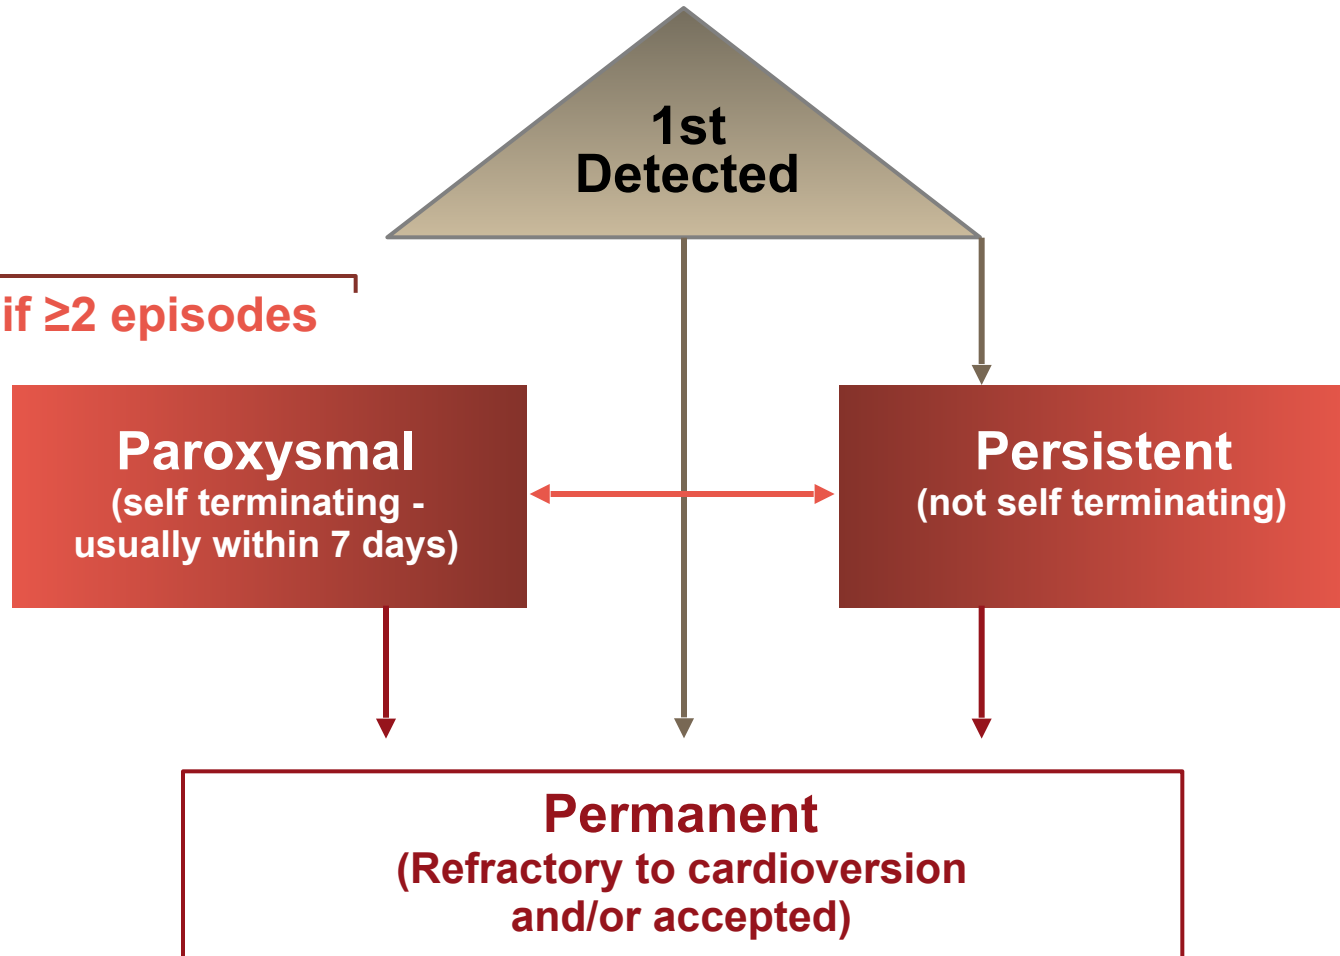 1st
Detected
if ≥2 episodes
Paroxysmal
(self terminating -
usually within 7 days)
Persistent
(not self terminating)
Permanent
(Refractory to cardioversion
and/or accepted)